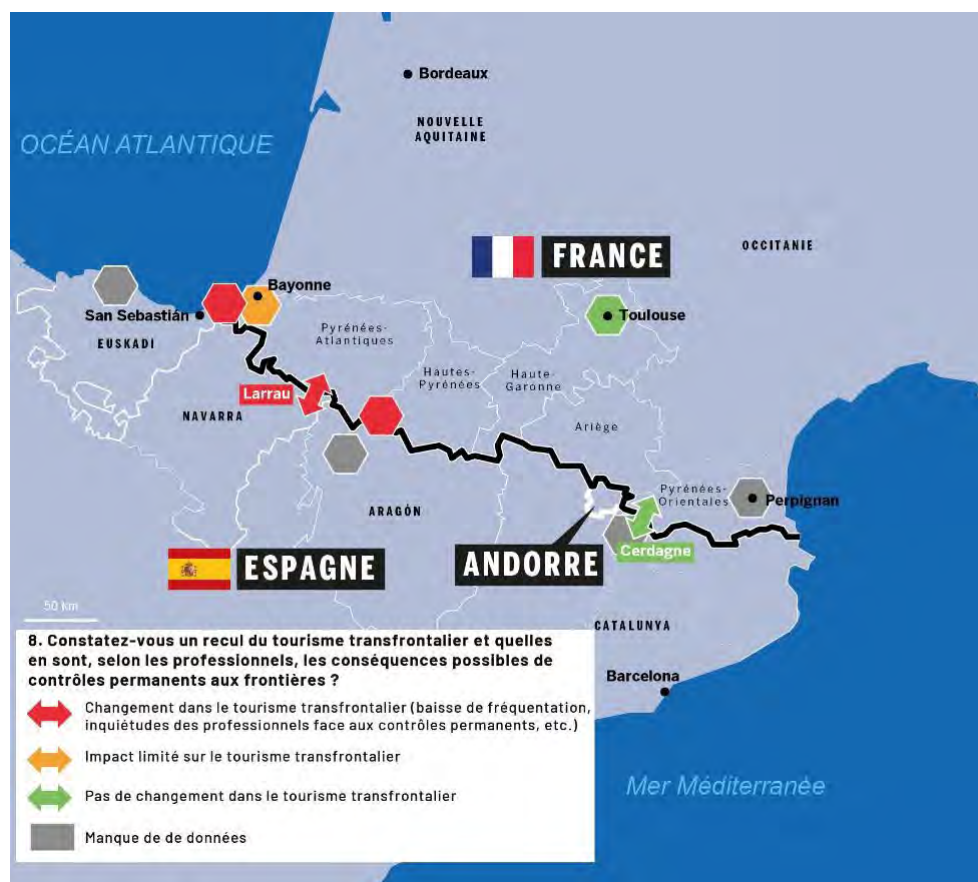 Bordeaux
NOUVELLE
AQUITAINE
OCÉAN ATLANTIQUE
FRANCE
OCCITANIE
Bayonne
San Sebastián
EUSKADI
Toulouse
Pyrénées-
Atlantiques
Hautes-
Pyrénées
Haute-
Garonne
Larrau
NAVARRA
Ariège
Pyrénées-
Orientales
Perpignan
ARAGÓN
ESPAGNE
ANDORRE
Cerdagne
50 km
CATALUNYA
Barcelona
8. Constatez-vous un recul du tourisme transfrontalier et quelles
en sont, selon les professionnels, les conséquences possibles de
contrôles permanents aux frontières ?
Changement dans le tourisme transfrontalier (baisse de fréquentation,
inquiétudes des professionnels face aux contrôles permanents, etc.)
Impact limité sur le tourisme transfrontalier
Pas de changement dans le tourisme transfrontalier
Manque de de données
Mer Méditerranèe